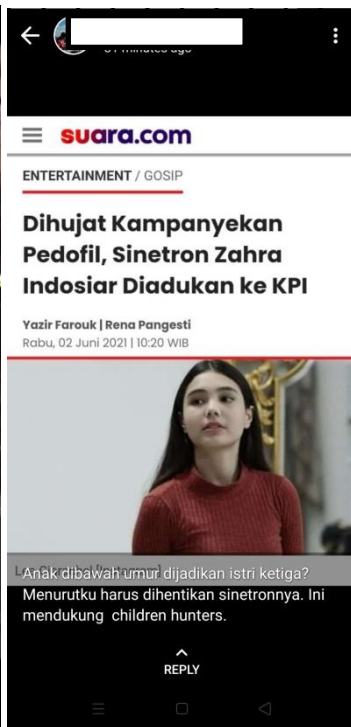 suara.com
ENTERTAINMENT / GOSIP
Dihujat Kampanyekan
Pedofil, Sinetron Zahra
Indosiar Diadukan ke KPI
Yazir Farouk | Rena Pangesti
Rabu, 02 Juni 2021 | 10:20 WIB
Anak dibawah umur dijadikan istri ketiga?
Menurutku harus dihentikan sinetronnya. Ini
mendukung children hunters.
REPLY